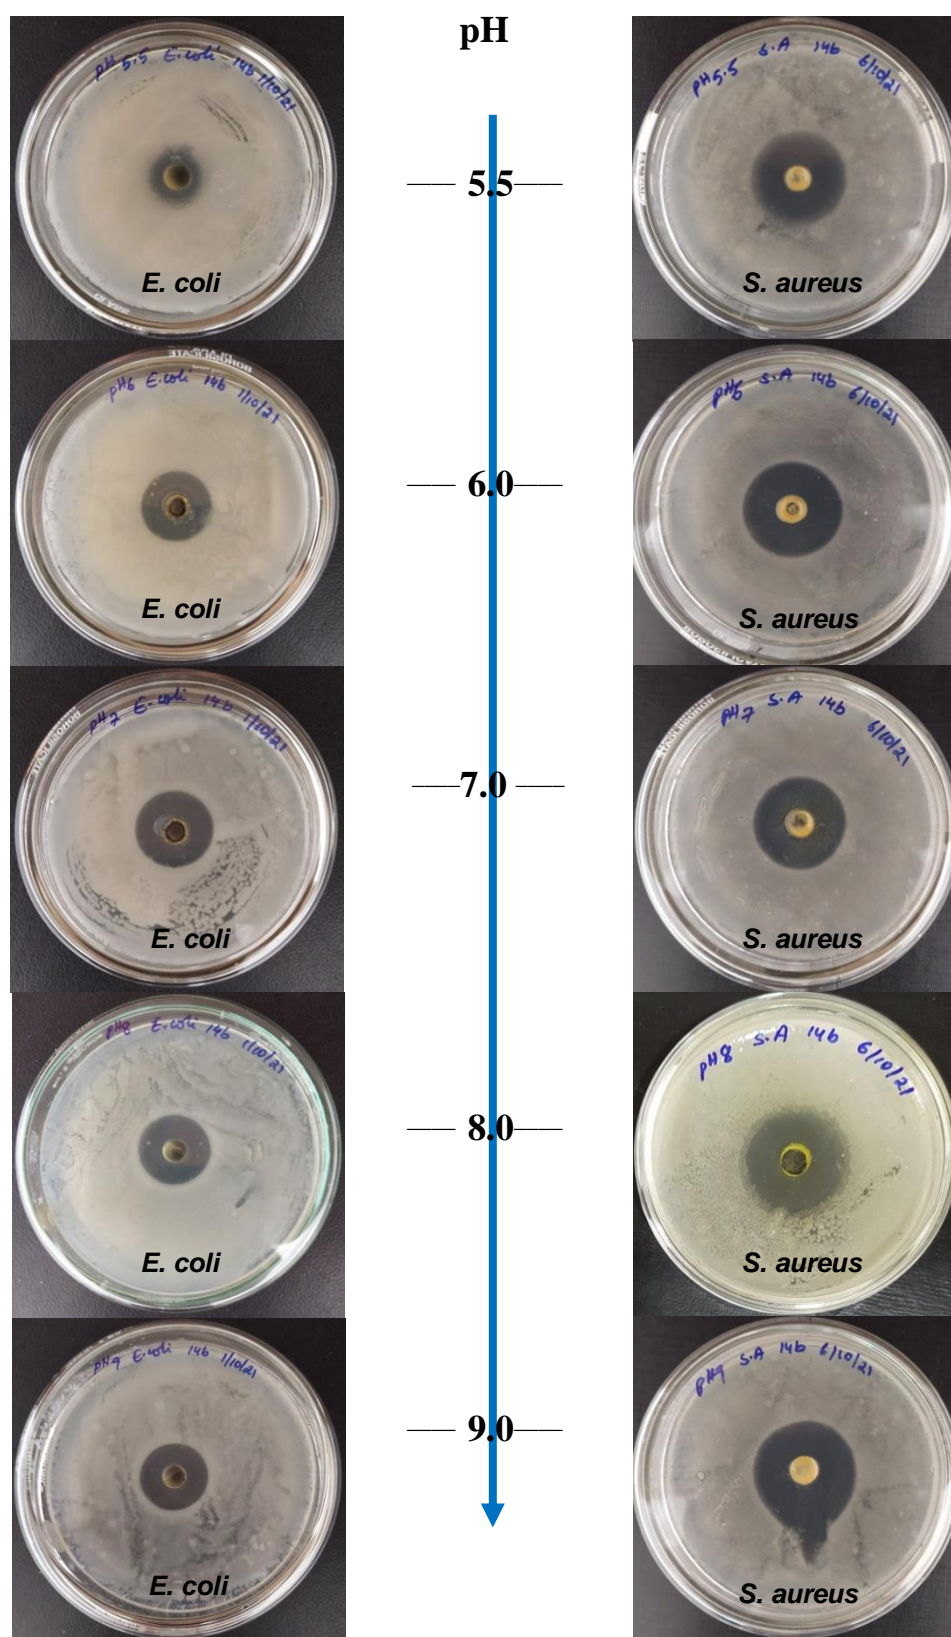 pH
pH 5.5 E.coli 14b 1/10/21
E. coli
5.5
pH 5.5 S.A 14b 6/10/21
S. aureus
pH6 E.coli 14b 1/10/21
E. coli
6.0
pH6 S.A 14b 6/10/21
S. aureus
pH7 E.coli 14b 1/10/21
E. coli
7.0
pH7 S.A 14b 6/10/21
S. aureus
pH8 E.coli 14b 1/10/21
E. coli
8.0
pH8 S.A 14b 6/10/21
S. aureus
pH9 E.coli 14b 1/10/21
E. coli
9.0
pH9 S.A 14b 6/10/21
S. aureus